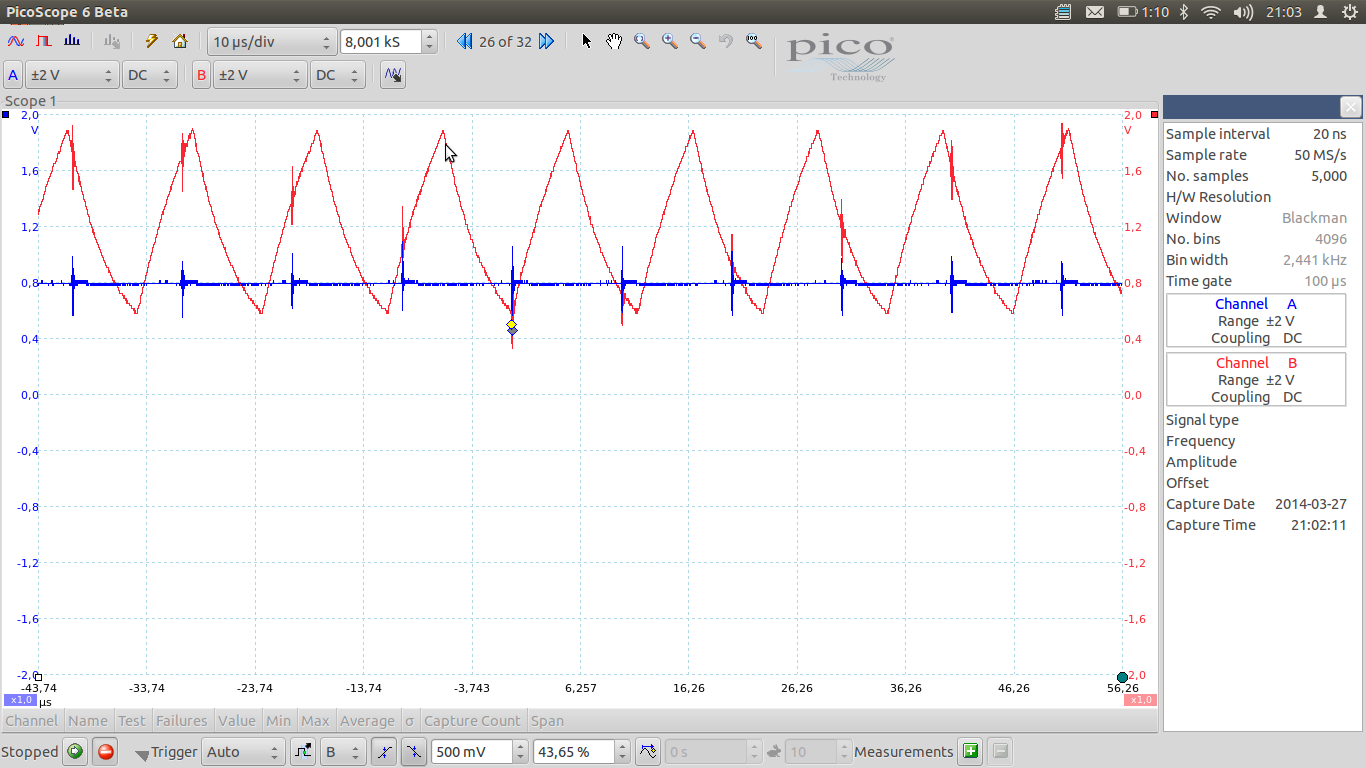 PicoScope 6 Beta
1:10
21:03
10 µs/div
8,001 kS
26 of 32
pico
Technology
A
±2 V
DC
B
±2 V
DC
Scope 1
2,0
V
1,6
1,2
0,8
0,4
0,0
-0,4
-0,8
-1,2
-1,6
-2,0
2,0
V
1,6
1,2
0,8
0,4
0,0
-0,4
-0,8
-1,2
-1,6
-2,0
-43,74
-33,74
-23,74
-13,74
-3,743
6,257
16,26
26,26
36,26
46,26
56,26
x1,0
µs
x1,0
Sample interval 20 ns
Sample rate 50 MS/s
No. samples 5,000
H/W Resolution
Window Blackman
No. bins 4096
Bin width 2,441 kHz
Time gate 100 µs
Channel A
Range ±2 V
Coupling DC
Channel B
Range ±2 V
Coupling DC
Signal type
Frequency
Amplitude
Offset
Capture Date 2014-03-27
Capture Time 21:02:11
Channel Name Test Failures Value Min Max Average σ Capture Count Span
Stopped
Trigger
Auto
B
500 mV
43,65 %
0 s
10
Measurements